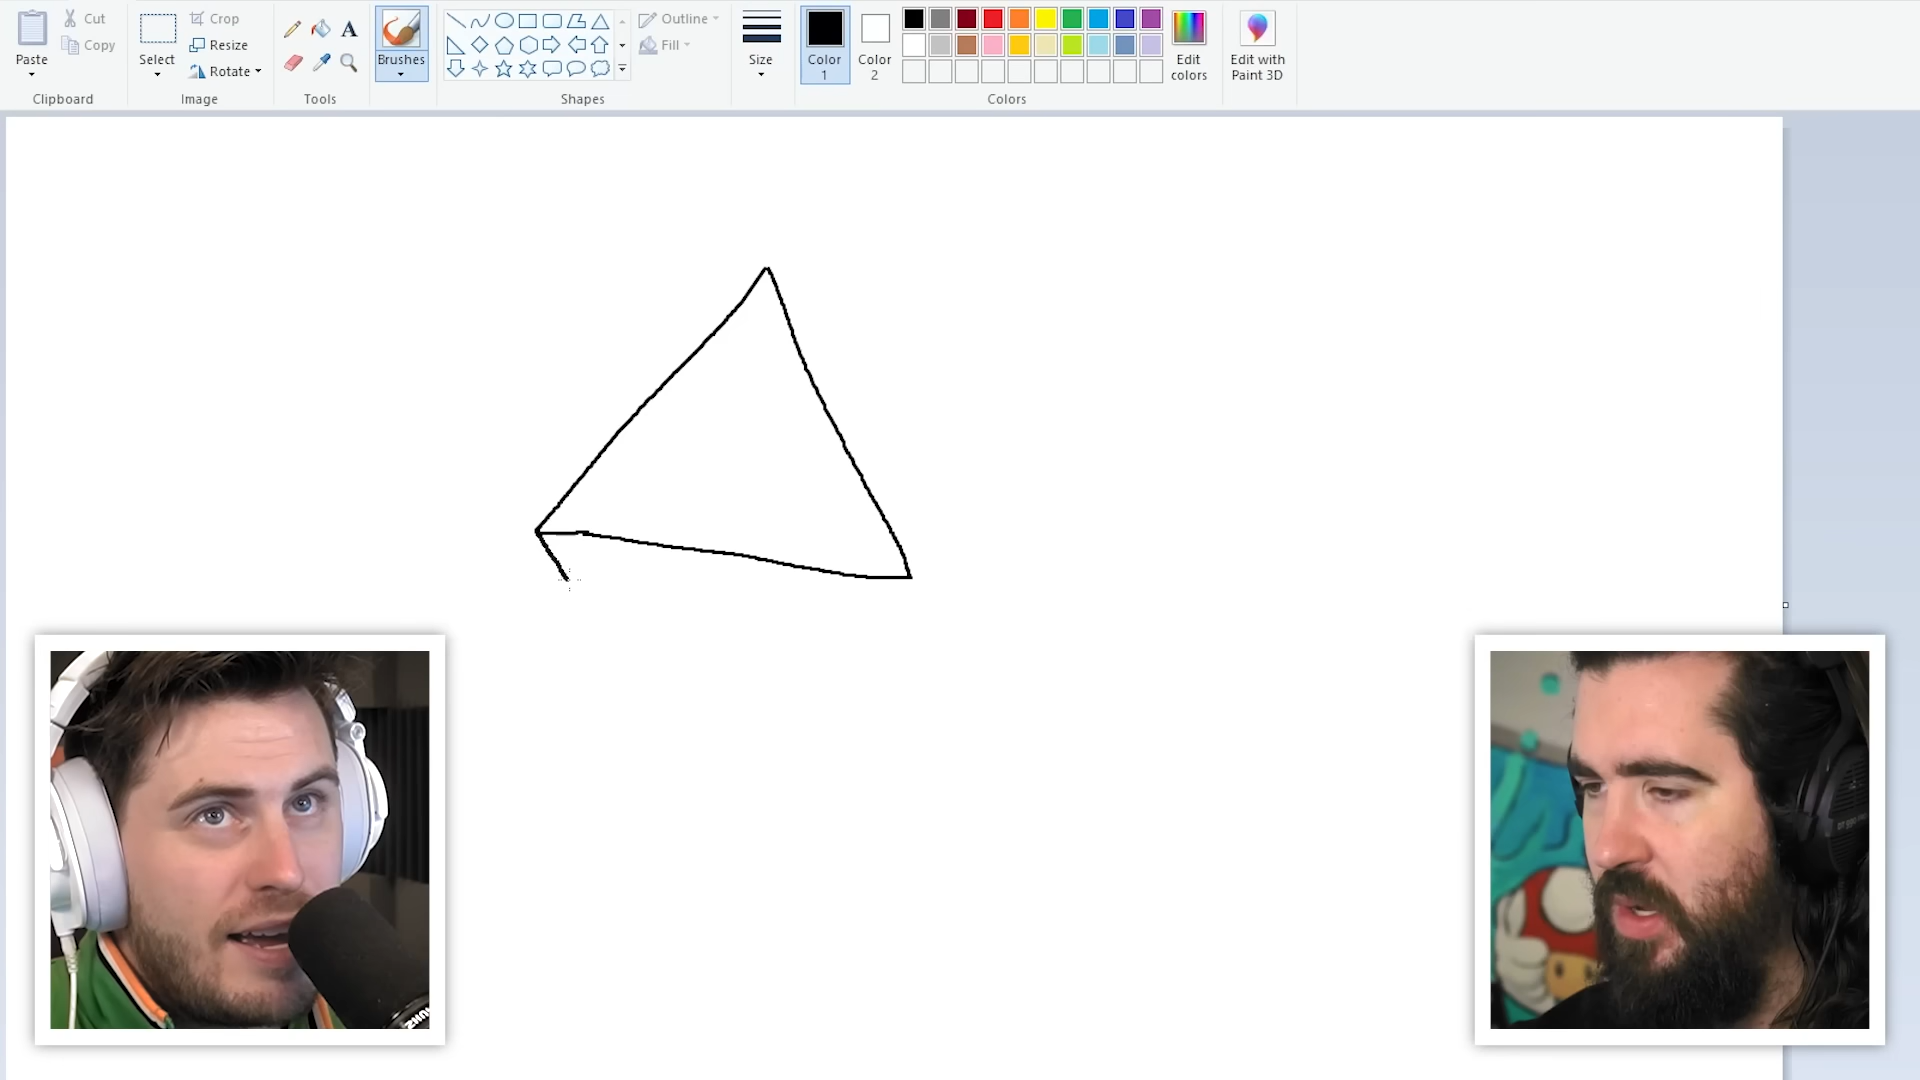 Paste
Cut
Copy
Clipboard
Select
Crop
Resize
Rotate
Image
A
Tools
Brushes
Shapes
Outline
Fill
Size
Color 1
Color 2
Edit colors
Colors
Edit with Paint 3D